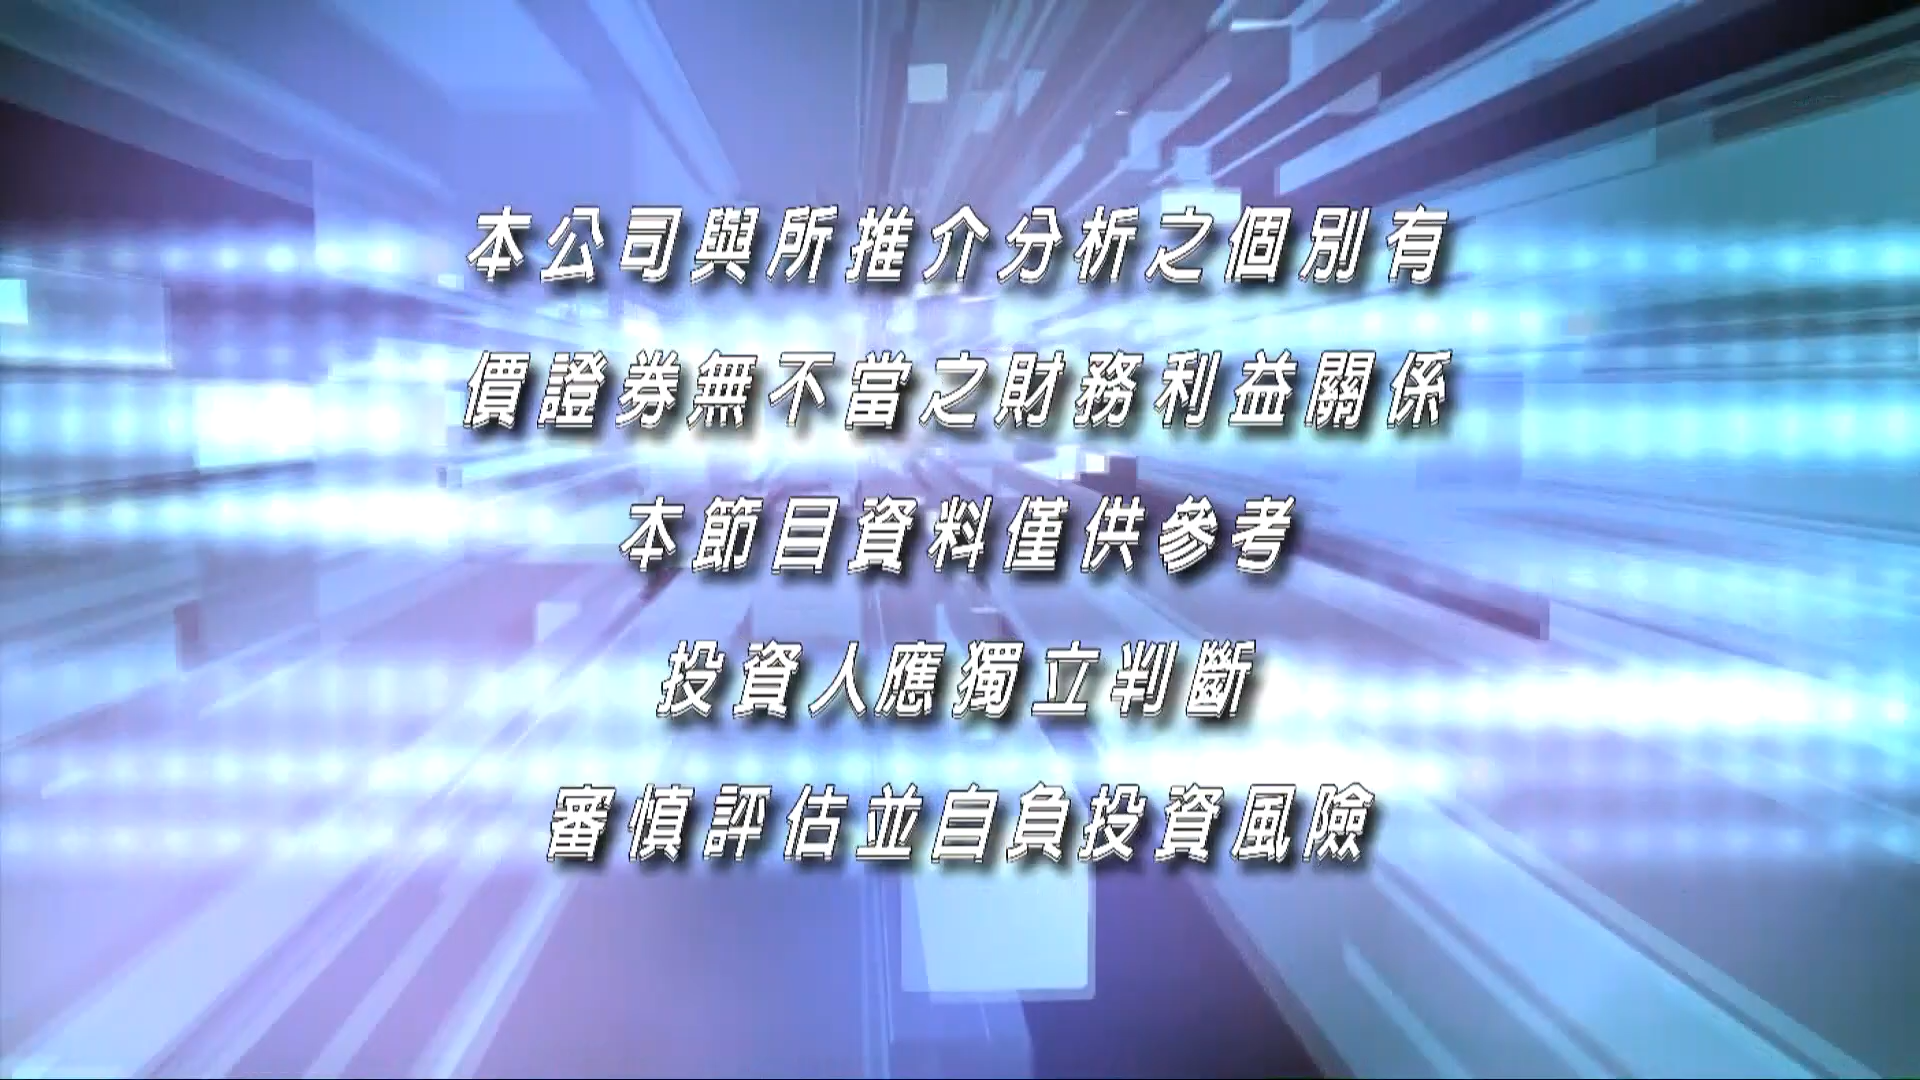 本公司與所推介分析之個別有
價證券無不當之財務利益關係
本節目資料僅供參考
投資人應獨立判斷
審慎評估並自負投資風險